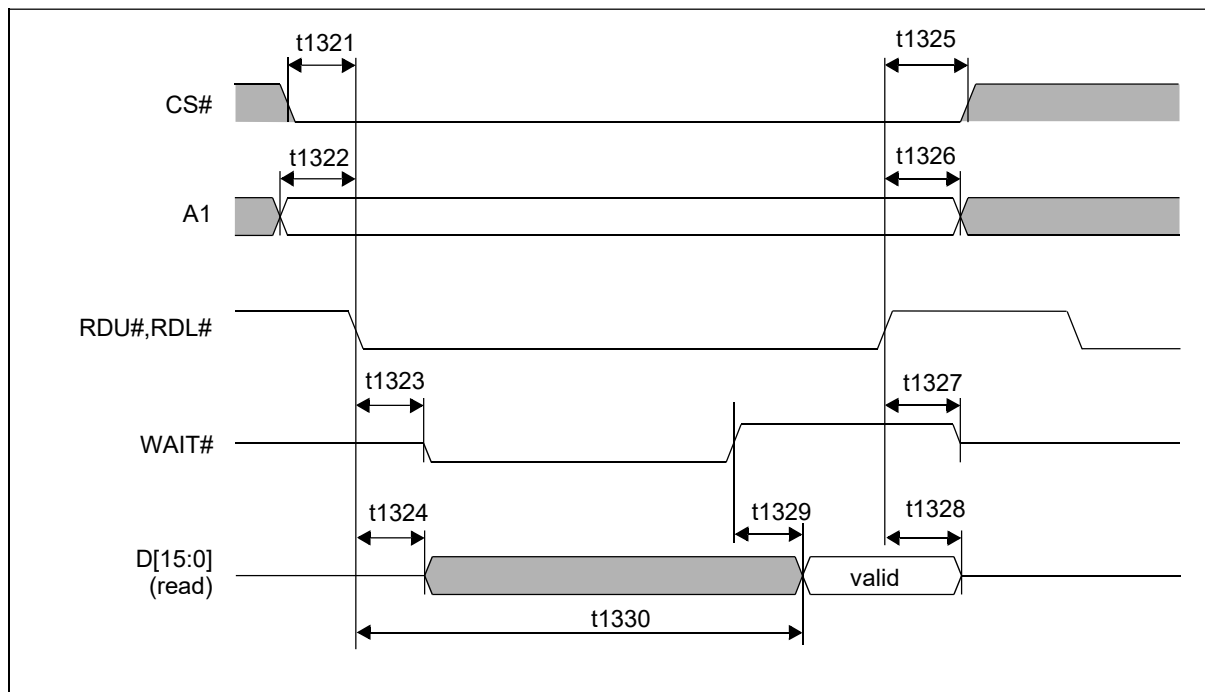 t1321
t1325
CS#
t1322
t1326
A1
RDU#,RDL#
t1323
t1327
WAIT#
t1324
t1329
t1328
D[15:0]
(read)
valid
t1330